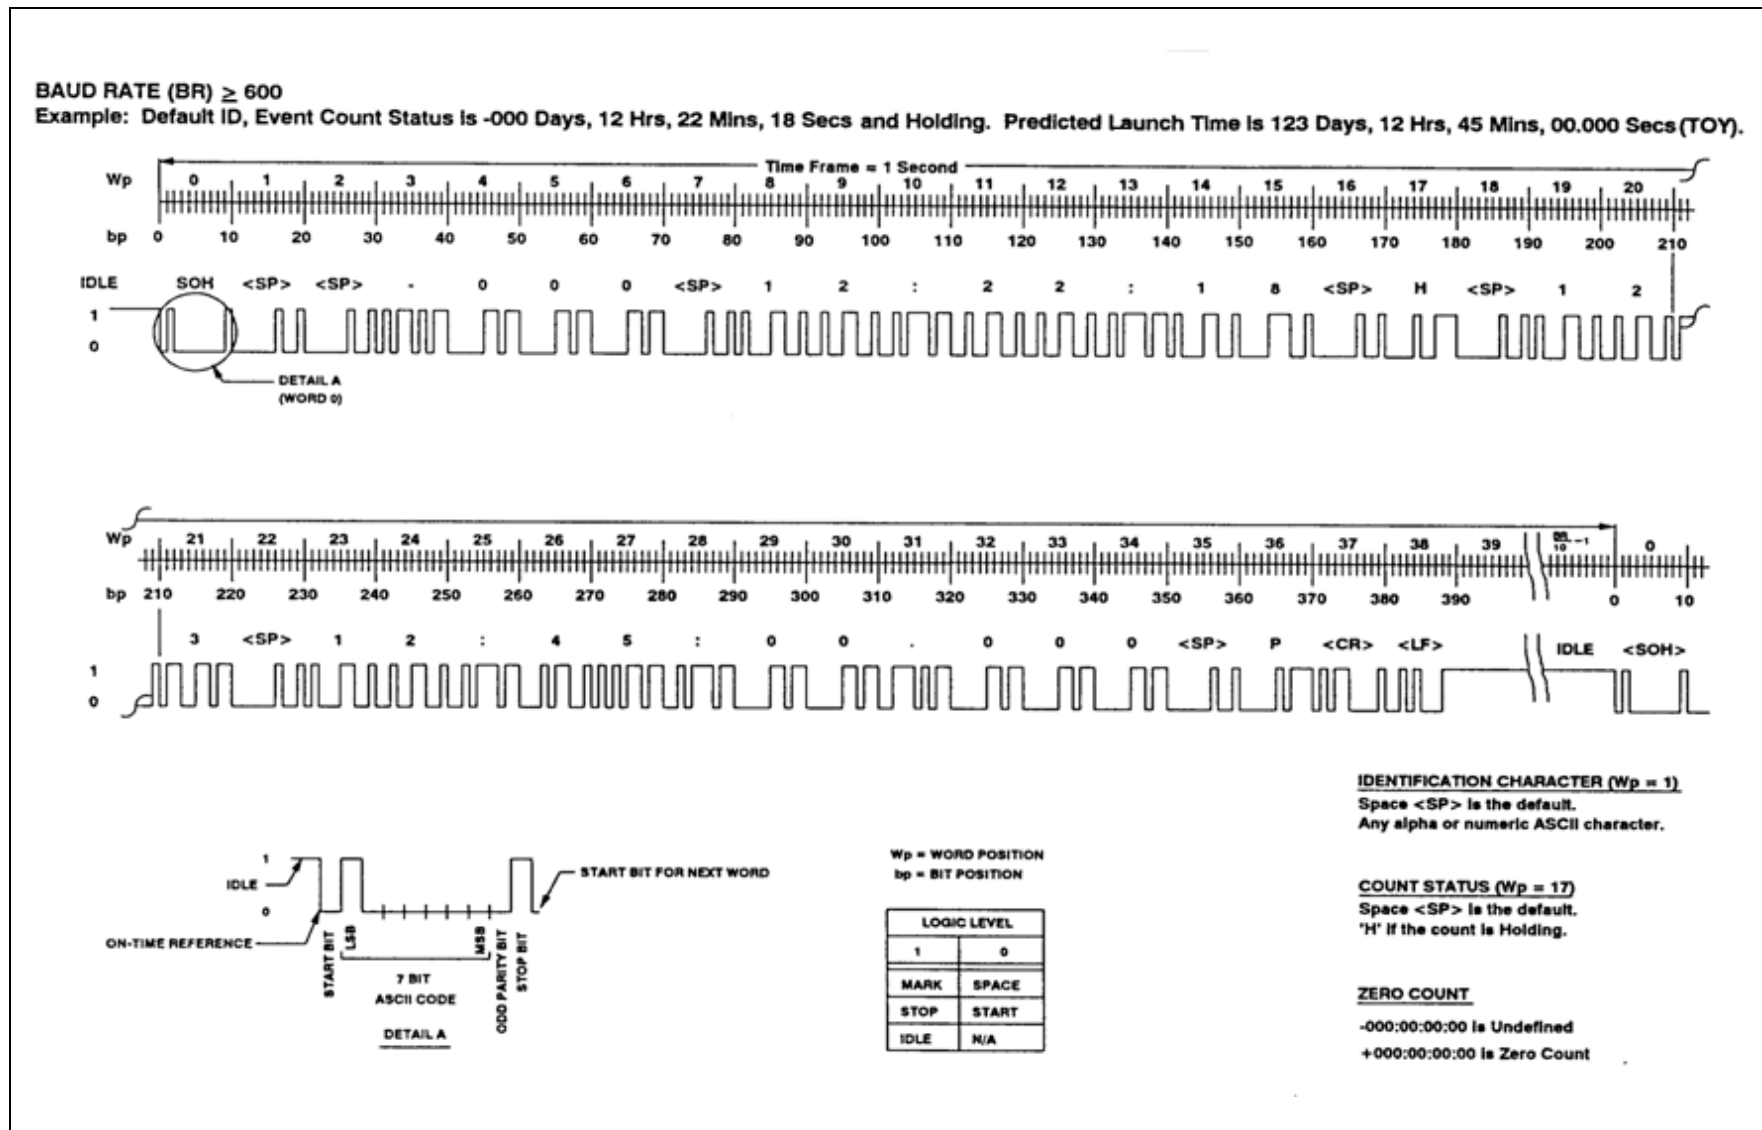 BAUD RATE (BR) ≥ 600
Example: Default ID, Event Count Status is -000 Days, 12 Hrs, 22 Mins, 18 Secs and Holding. Predicted Launch Time is 123 Days, 12 Hrs, 45 Mins, 00.000 Secs (TOY).
Time Frame = 1 Second
Wp 0 1 2 3 4 5 6 7 8 9 10 11 12 13 14 15 16 17 18 19 20
bp 0 10 20 30 40 50 60 70 80 90 100 110 120 130 140 150 160 170 180 190 200 210
IDLE SOH <SP> <SP> - 0 0 0 <SP> 1 2 : 2 2 : 1 8 <SP> H <SP> 1 2
1
0
DETAIL A
(WORD 0)
Wp 21 22 23 24 25 26 27 28 29 30 31 32 33 34 35 36 37 38 39 BR/10 -1 0
bp 210 220 230 240 250 260 270 280 290 300 310 320 330 340 350 360 370 380 390 0 10
3 <SP> 1 2 : 4 5 : 0 0 . 0 0 0 <SP> P <CR> <LF> IDLE <SOH>
1
0
1
IDLE
0
ON-TIME REFERENCE
START BIT FOR NEXT WORD
START BIT
LSB
MSB
ODD PARITY BIT
STOP BIT
7 BIT
ASCII CODE
DETAIL A
Wp = WORD POSITION
bp = BIT POSITION
LOGIC LEVEL
1 0
MARK SPACE
STOP START
IDLE N/A
IDENTIFICATION CHARACTER (Wp = 1)
Space <SP> is the default.
Any alpha or numeric ASCII character.
COUNT STATUS (Wp = 17)
Space <SP> is the default.
'H' if the count is Holding.
ZERO COUNT
-000:00:00:00 is Undefined
+000:00:00:00 is Zero Count